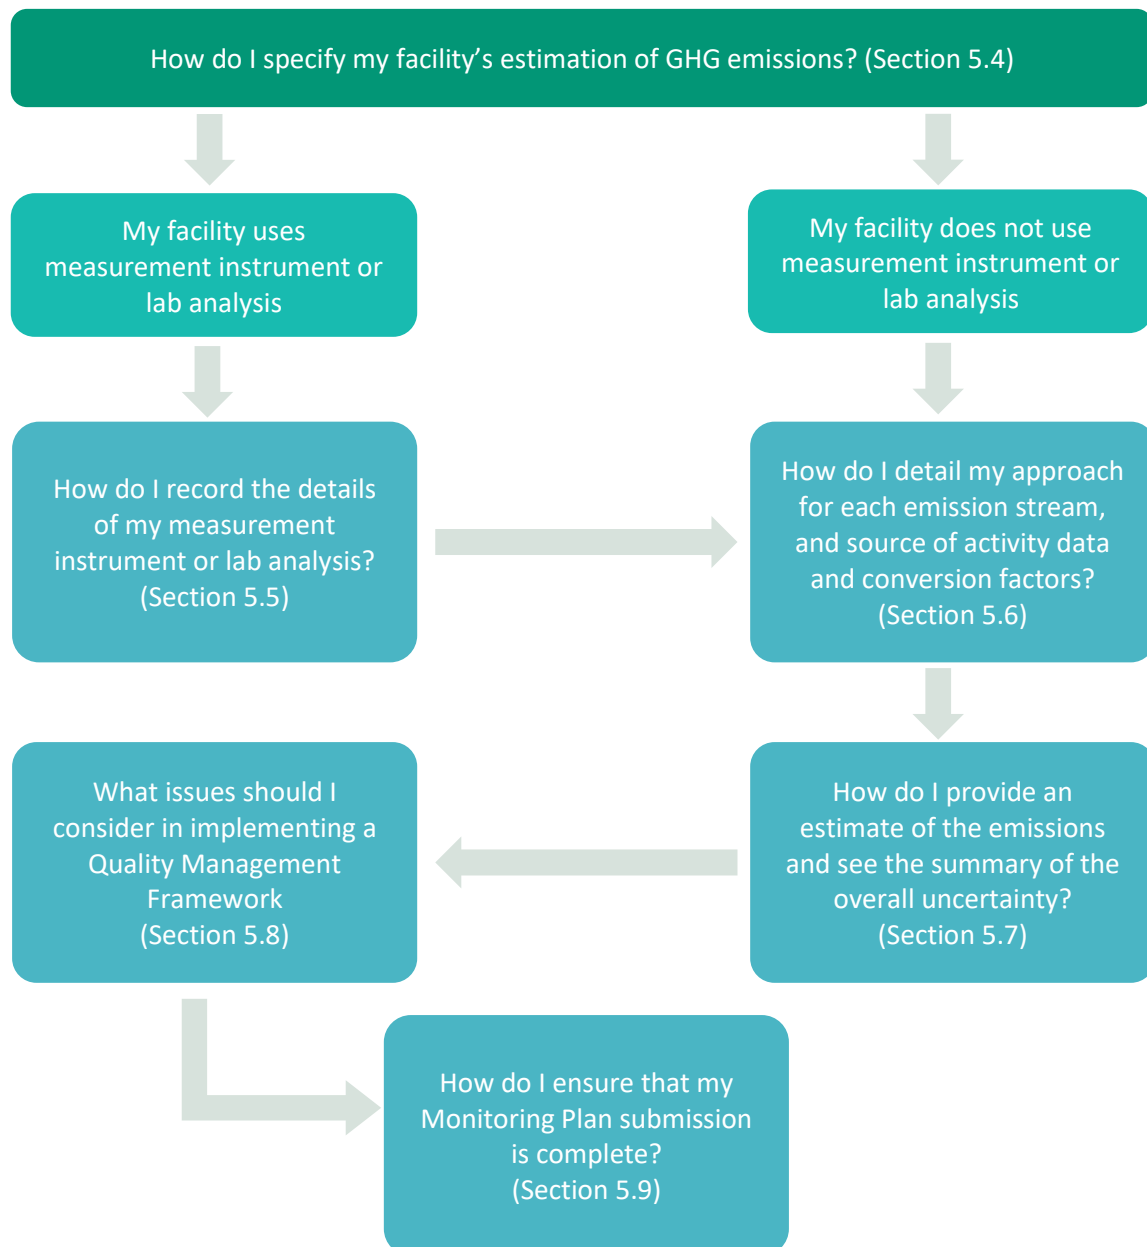 How do I specify my facility’s estimation of GHG emissions? (Section 5.4)
My facility uses
measurement instrument or
lab analysis
My facility does not use
measurement instrument or
lab analysis
How do I record the details
of my measurement
instrument or lab analysis?
(Section 5.5)
How do I detail my approach
for each emission stream,
and source of activity data
and conversion factors?
(Section 5.6)
What issues should I
consider in implementing a
Quality Management
Framework
(Section 5.8)
How do I provide an
estimate of the emissions
and see the summary of the
overall uncertainty?
(Section 5.7)
How do I ensure that my
Monitoring Plan submission
is complete?
(Section 5.9)